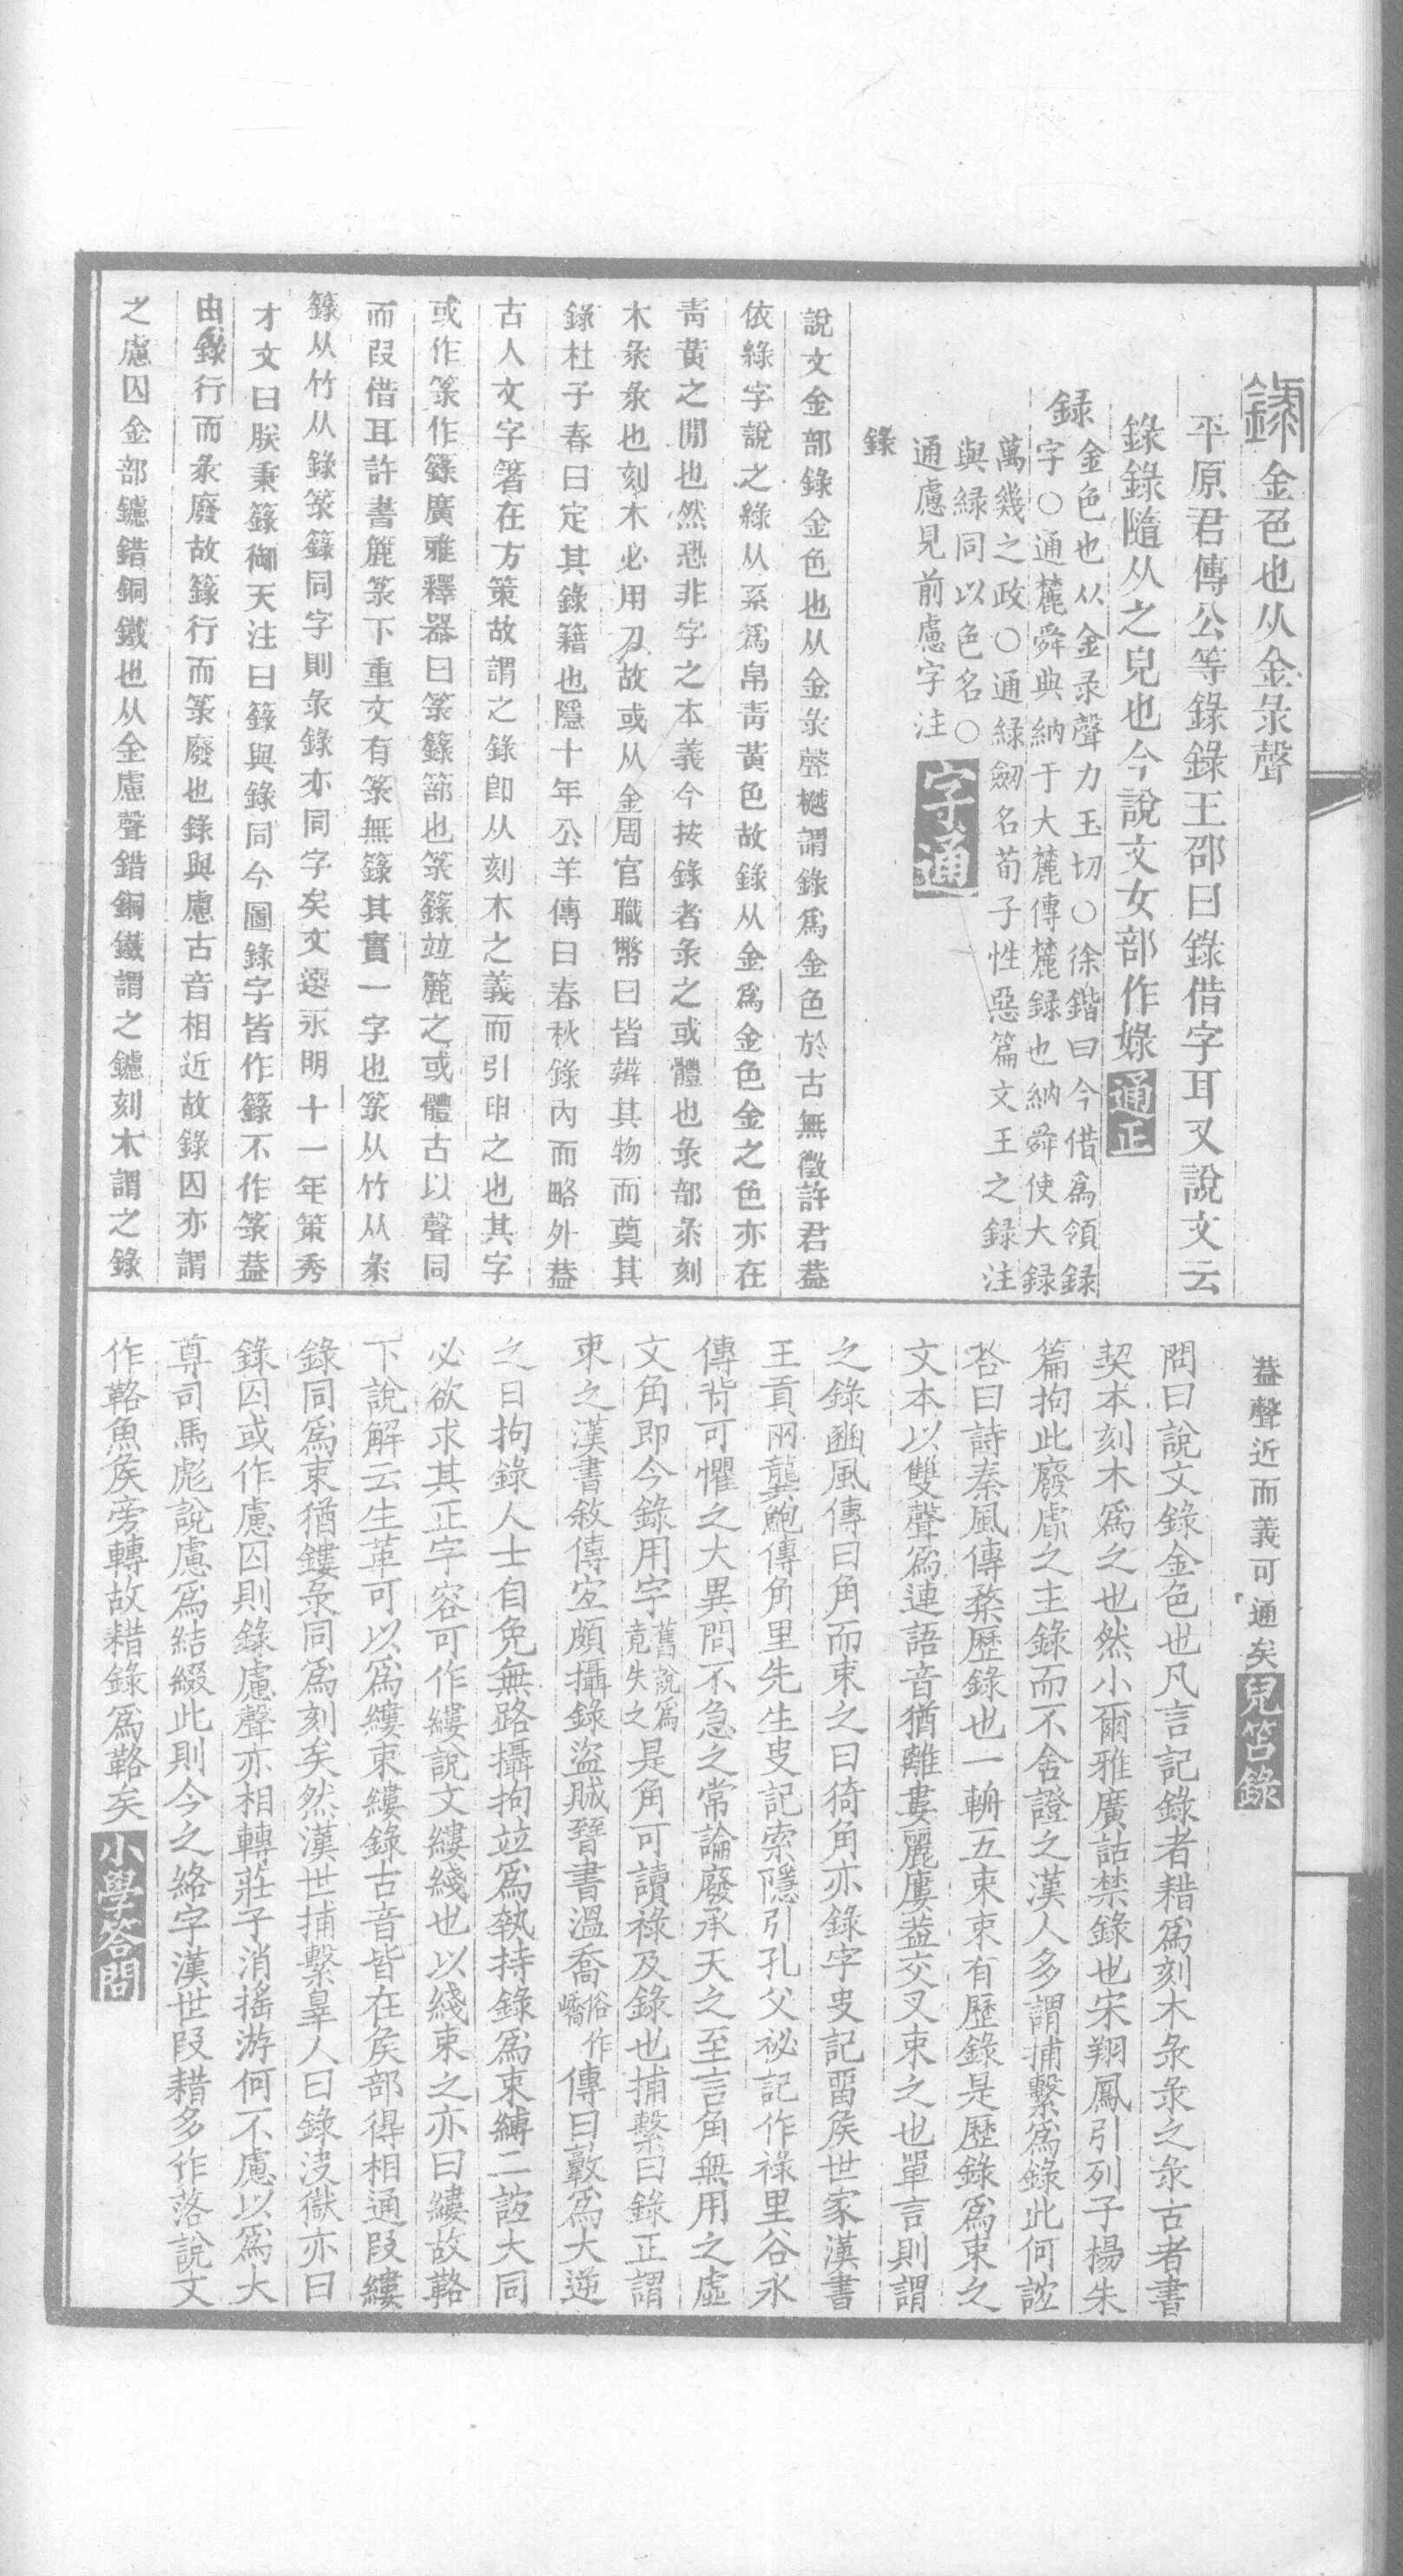 錄金色也从金彔聲
平原君傳公等錄錄王邵曰錄借字耳又說文云
錄錄隨从之皃也今說文女部作婦通正
錄
金色也从金录聲力玉切○徐鍇曰今借爲領錄
字○通麓舜典納于大麓傳麓録也納舜使大録
萬幾之政○通緑劒名荀子性惡篇文王之録注
與緑同以色名○
通慮見前慮字注
字通
錄
說文金部錄金色也从金彔聲樾謂錄爲金色於古無徵許君葢
依綠字說之綠从系爲帛靑黃色故錄从金爲金色金之色亦在
靑黃之閒也然恐非字之本義今按錄者彔之或體也彔部彔刻
木彔彔也刻木必用刀故或从金周官職幣曰皆辨其物而奠其
錄杜子春曰定其錄籍也隱十年公羊傳曰春秋錄內而略外葢
古人文字箸在方策故謂之錄卽从刻木之義而引申之也其字
或作箓作籙廣雅釋器曰箓籙篰也箓籙竝簏之或體古以聲同
而叚借耳許書簏篆下重文有箓無籙其實一字也箓从竹从彔
籙从竹从錄箓籙同字則彔錄亦同字矣文選永明十一年策秀
才文曰朕秉籙御天注曰籙與錄同今圖錄字皆作籙不作箓葢
由錄行而彔廢故籙行而箓廢也錄與慮古音相近故錄囚亦謂
之慮囚金部鑢錯銅鐵也从金慮聲錯銅鐵謂之鑢刻木謂之錄
葢聲近而義可通矣兒笘錄
問曰說文錄金色也凡言記錄者耤爲刻木彔彔之彔古者書
契本刻木爲之也然小爾雅廣詁禁錄也宋翔鳳引列子楊朱
篇拘此廢虐之主錄而不舍證之漢人多謂捕繫爲錄此何誼
荅曰詩秦風傳楘歷錄也一輈五束束有歷錄是歷錄爲束之
文本以雙聲爲連語音猶離婁麗廔葢交叉束之也單言則謂
之錄豳風傳曰角而束之曰猗角亦錄字史記畱矦世家漢書
王貢兩龔鮑傳角里先生史記索隱引孔父祕記作祿里谷永
傳背可懼之大異問不急之常論廢承天之至言角無用之虛
文角即今錄用字舊說爲竟失之是角可讀祿及錄也捕繫曰錄正謂
束之漢書敘傳宐頗攝錄盜賊晉書溫喬俗作嶠傳曰斅爲大逆
之日拘錄人士自免無路攝拘竝爲執持錄爲束縛二誼大同
必欲求其正字容可作縷說文縷綫也以綫束之亦曰縷故鞈
下說解云生革可以爲縷束縷錄古音皆在矦部得相通叚縷
錄同爲束猶鏤彔同爲刻矣然漢世捕繫辠人曰錄決獄亦曰
錄囚或作慮囚則錄慮聲亦相轉莊子消搖游何不慮以爲大
尊司馬彪說慮爲結綴此則今之絡字漢世叚耤多作落說文
作鞈魚矦旁轉故耤錄爲鞈矣小學答問